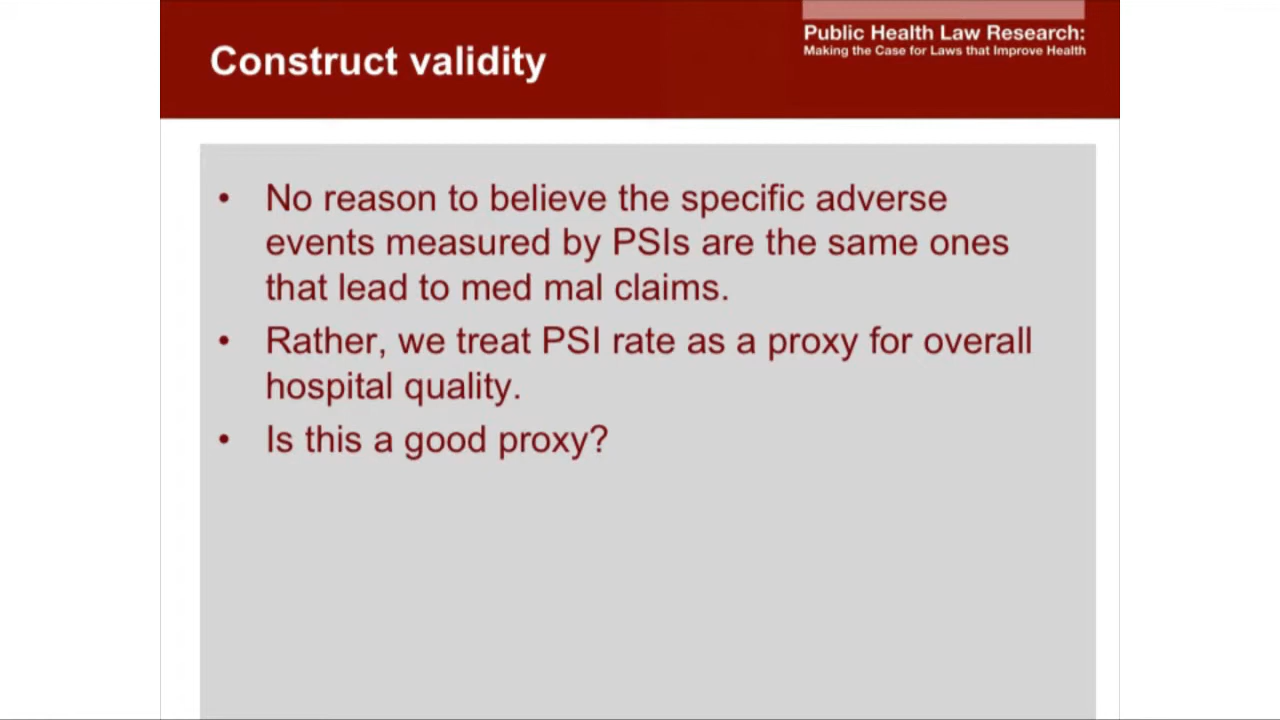 Construct validity
Public Health Law Research:
Making the Case for Laws that Improve Health
• No reason to believe the specific adverse
events measured by PSIs are the same ones
that lead to med mal claims.
• Rather, we treat PSI rate as a proxy for overall
hospital quality.
• Is this a good proxy?